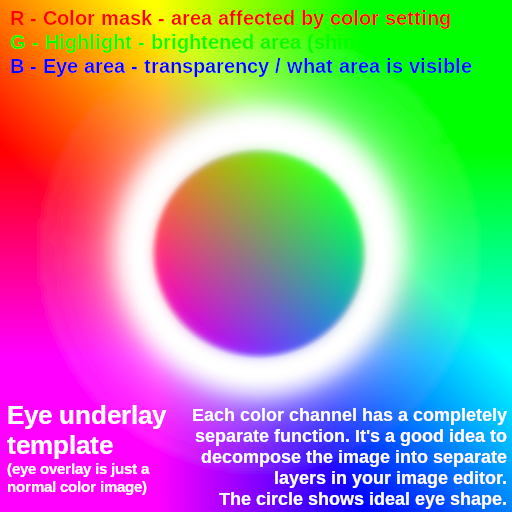 R - Color mask - area affected by color setting
G - Highlight - brightened area (shin
B - Eye area - transparency / what area is visible
Eye underlay
template
(eye overlay is just a
normal color image)
Each color channel has a completely
separate function. It's a good idea to
decompose the image into separate
layers in your image editor.
The circle shows ideal eye shape.